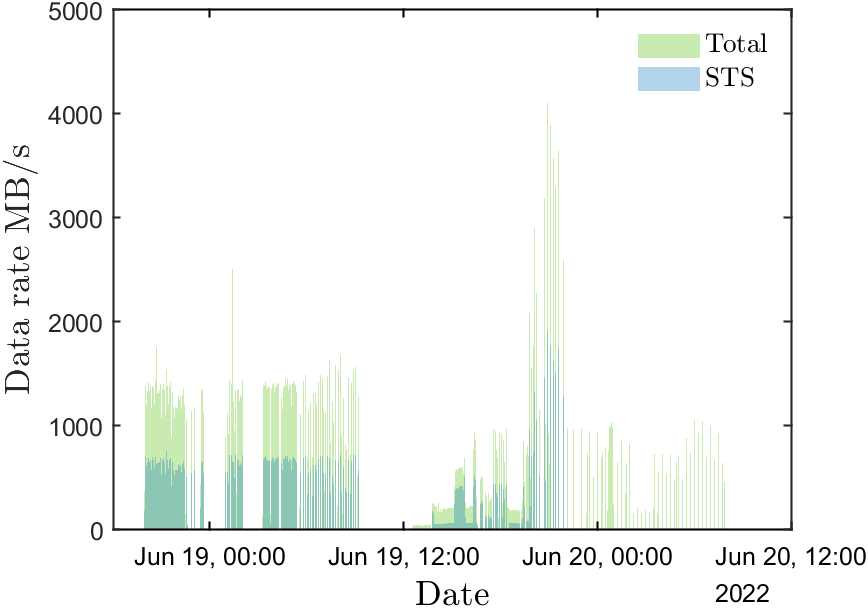 5000
4000
3000
2000
1000
0
Data rate MB/s
Total
STS
Jun 19, 00:00
Jun 19, 12:00
Jun 20, 00:00
Jun 20, 12:00
Date
2022